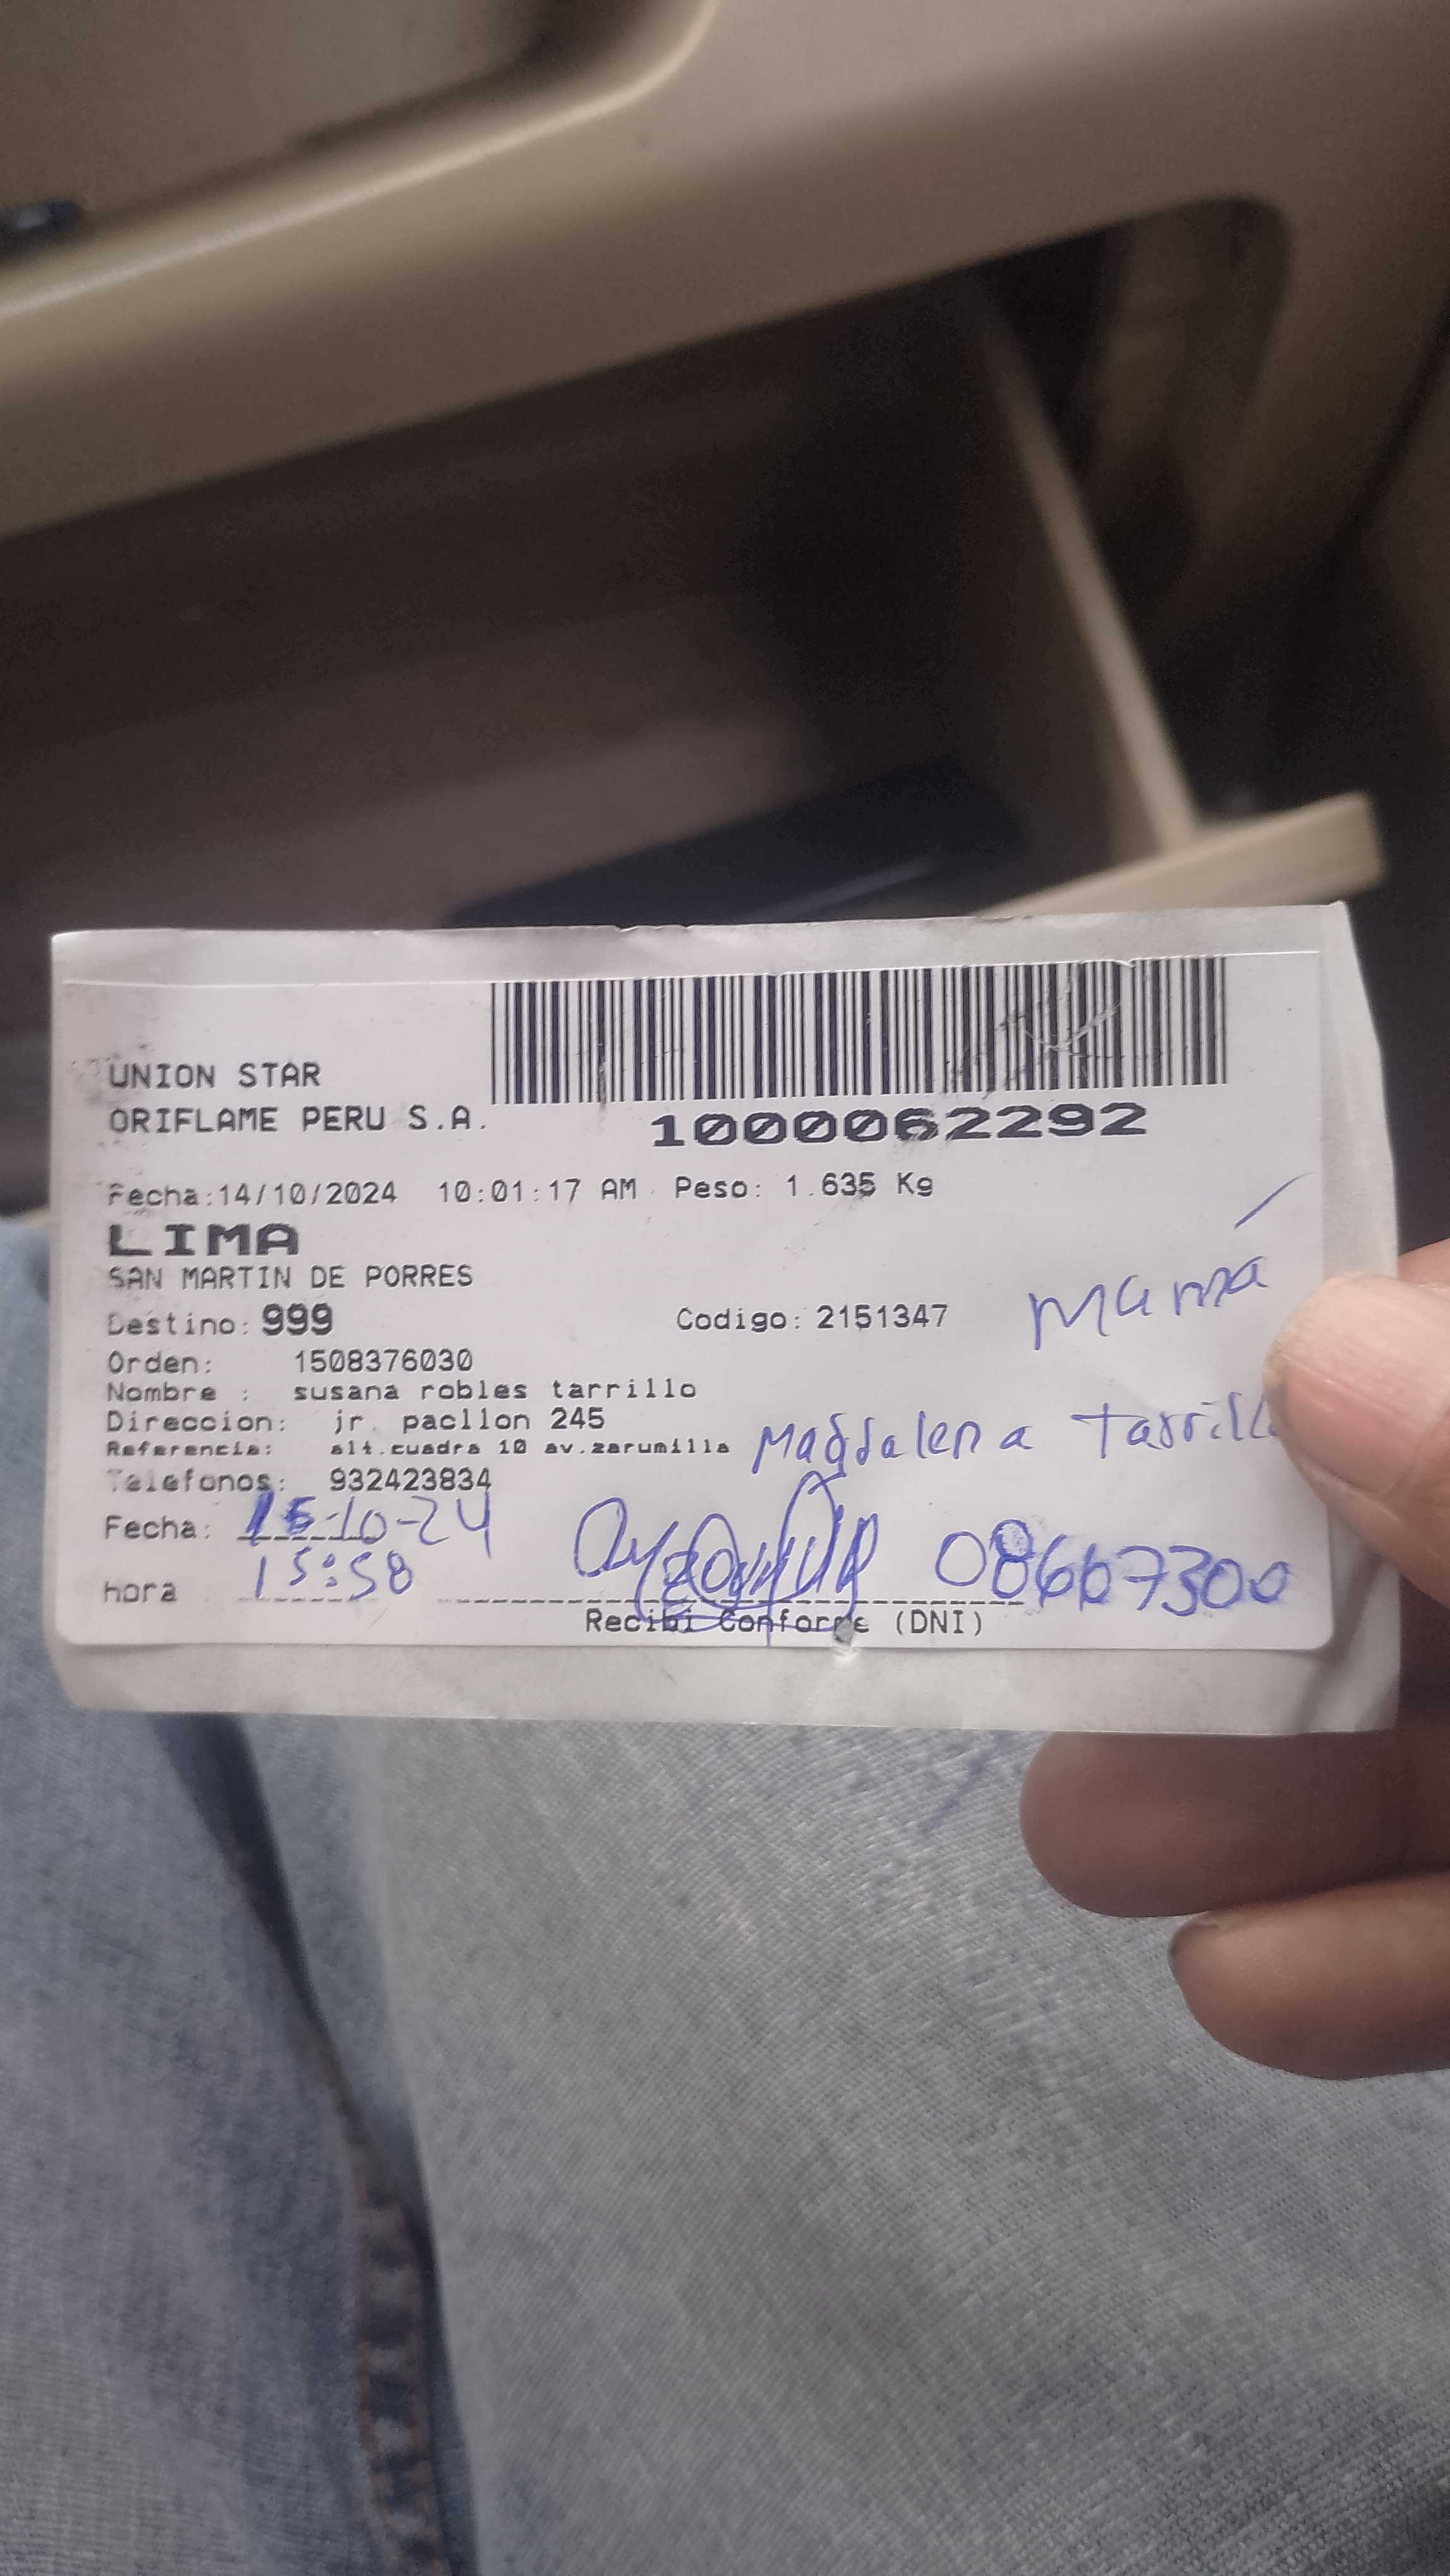 UNION STAR
ORIFLAME PERU S.A.
1000062292
Fecha:14/10/2024 10:01:17 AM Peso: 1.635 Kg
LIMA
SAN MARTIN DE PORRES
Destino: 999 Codigo: 2151347
mamá
Orden: 1508376030
Nombre : susana robles tarrillo
Direccion: jr. pacllon 245
Referencia: alt.cuadra 10 av.zarumilla
Magdalena Tarrill
Telefonos: 932423834
Fecha: 15-10-24
hora 15:58
08667300
Recibi Conforme (DNI)